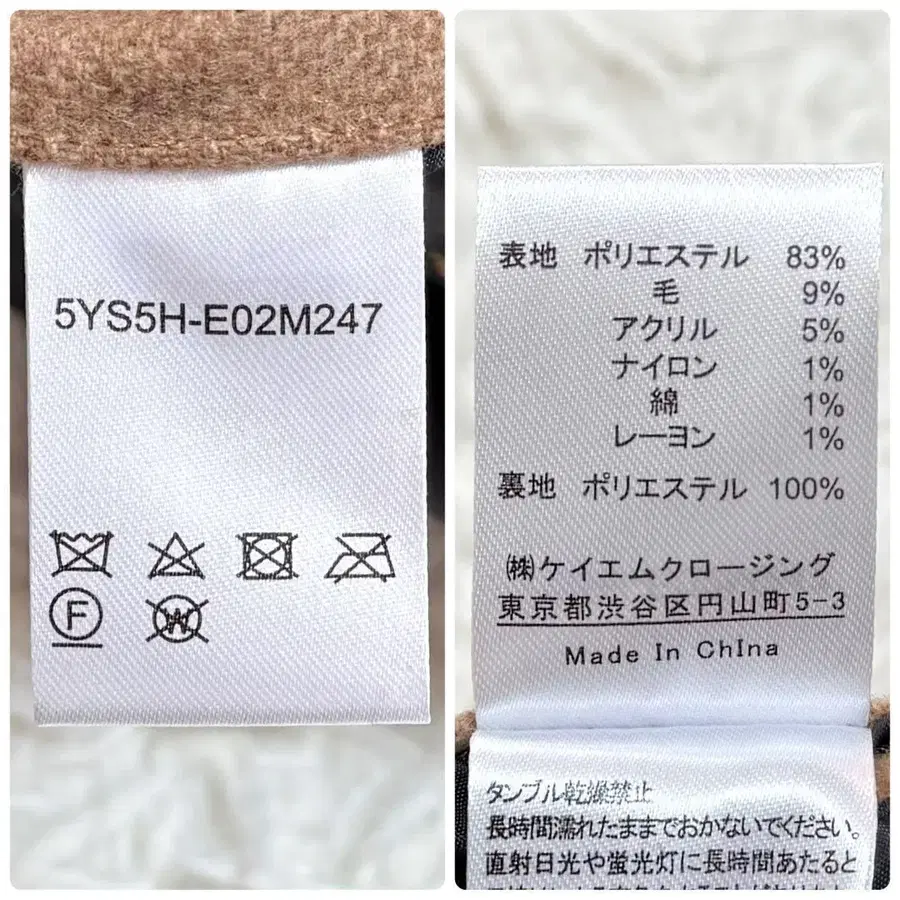 5YS5H-E02M247
F
W
表地 ポリエステル 83%
毛 9%
アクリル 5%
ナイロン 1%
綿 1%
レーヨン 1%
裏地 ポリエステル 100%
㈱ケイエムクロージング
東京都渋谷区円山町5-3
Made In ChIna
タンブル乾燥禁止
長時間濡れたままでおかないでください。
直射日光や蛍光灯に長時間あたると